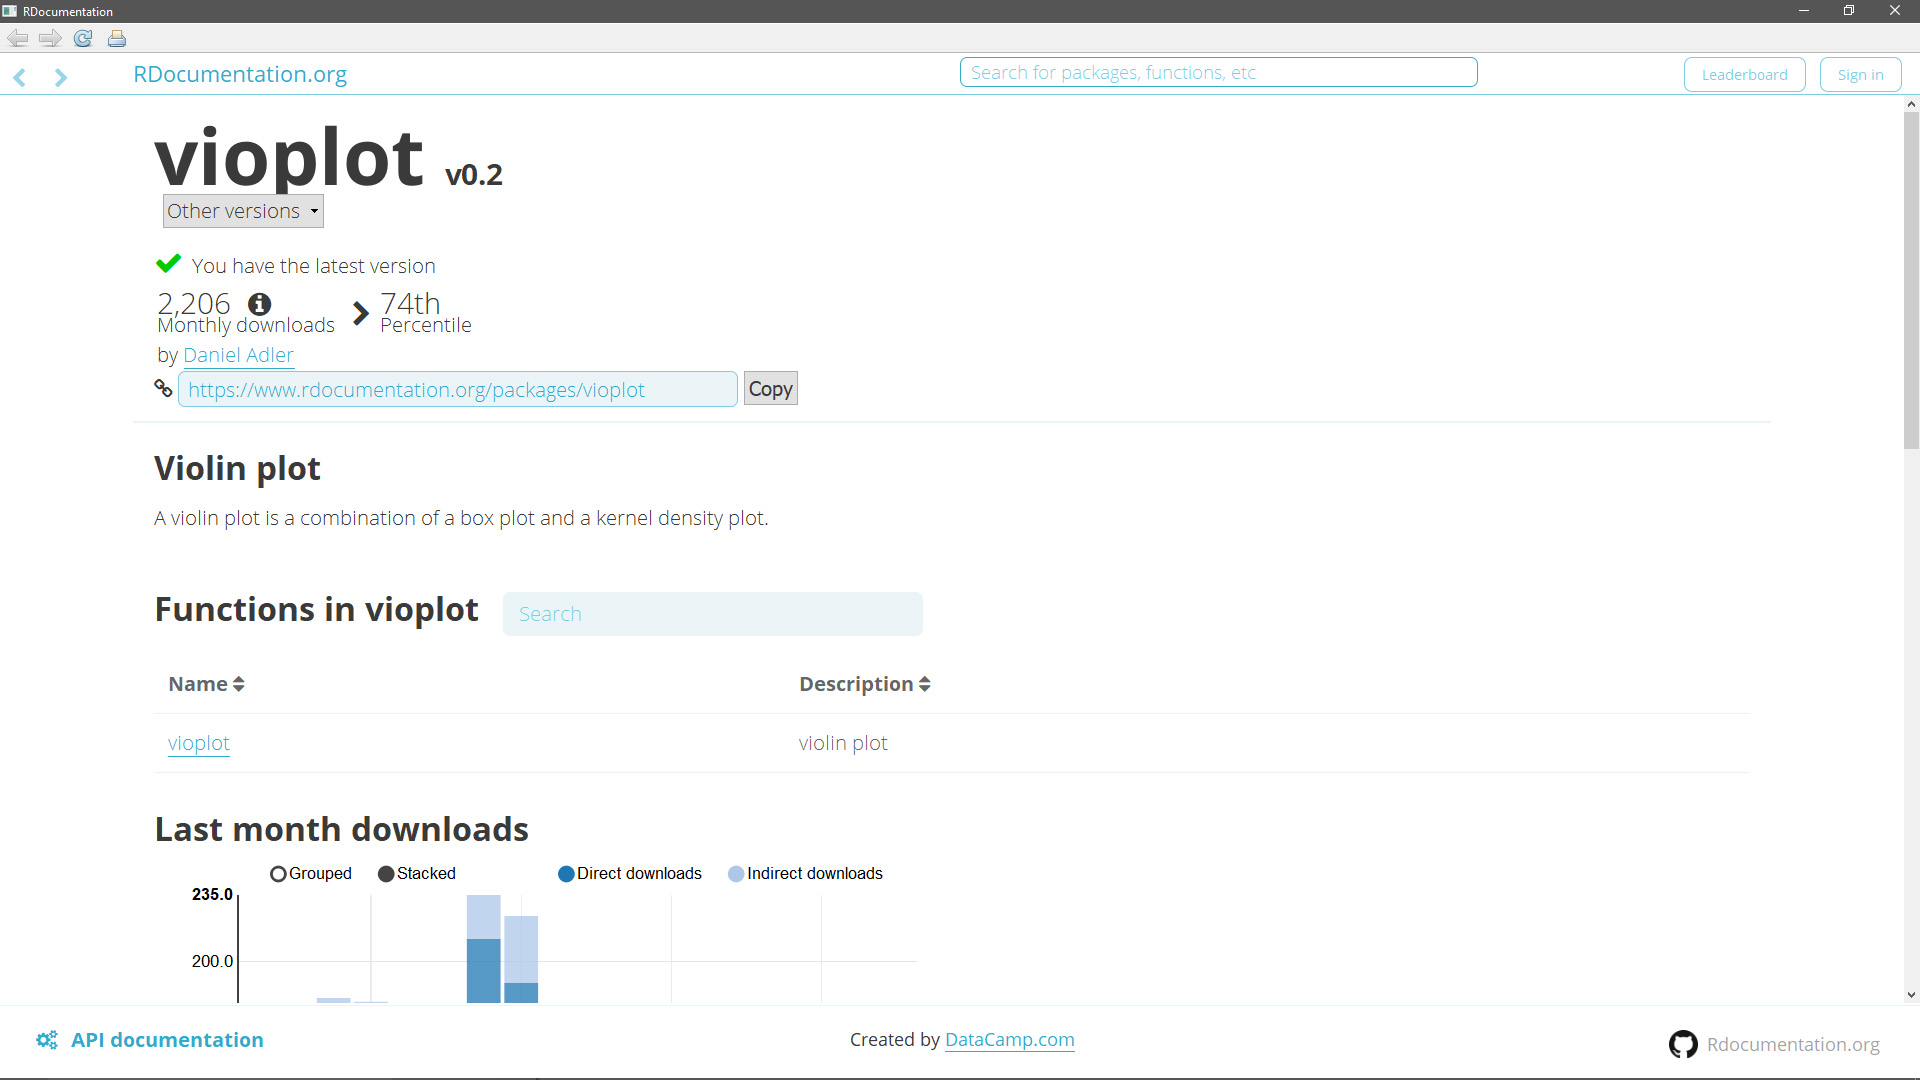 RDocumentation
RDocumentation.org
Search for packages, functions, etc
Leaderboard
Sign in
vioplot v0.2
Other versions
You have the latest version
2,206
Monthly downloads
74th
Percentile
by Daniel Adler
https://www.rdocumentation.org/packages/vioplot
Copy
Violin plot
A violin plot is a combination of a box plot and a kernel density plot.
Functions in vioplot
Search
Name
Description
vioplot
violin plot
Last month downloads
Grouped
Stacked
Direct downloads
Indirect downloads
235.0
200.0
API documentation
Created by DataCamp.com
Rdocumentation.org